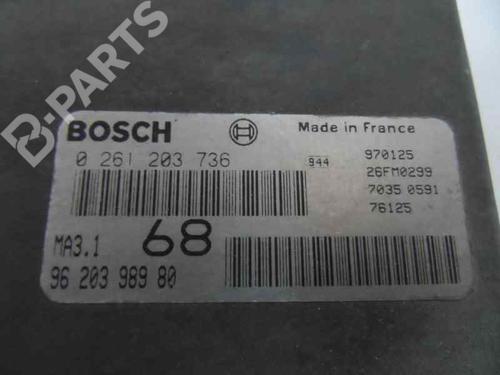 B-PARTS
BOSCH
Made in France
0 261 203 736
944
970125
26FM0299
7035 0591
76125
MA3.1
68
96 203 989 80